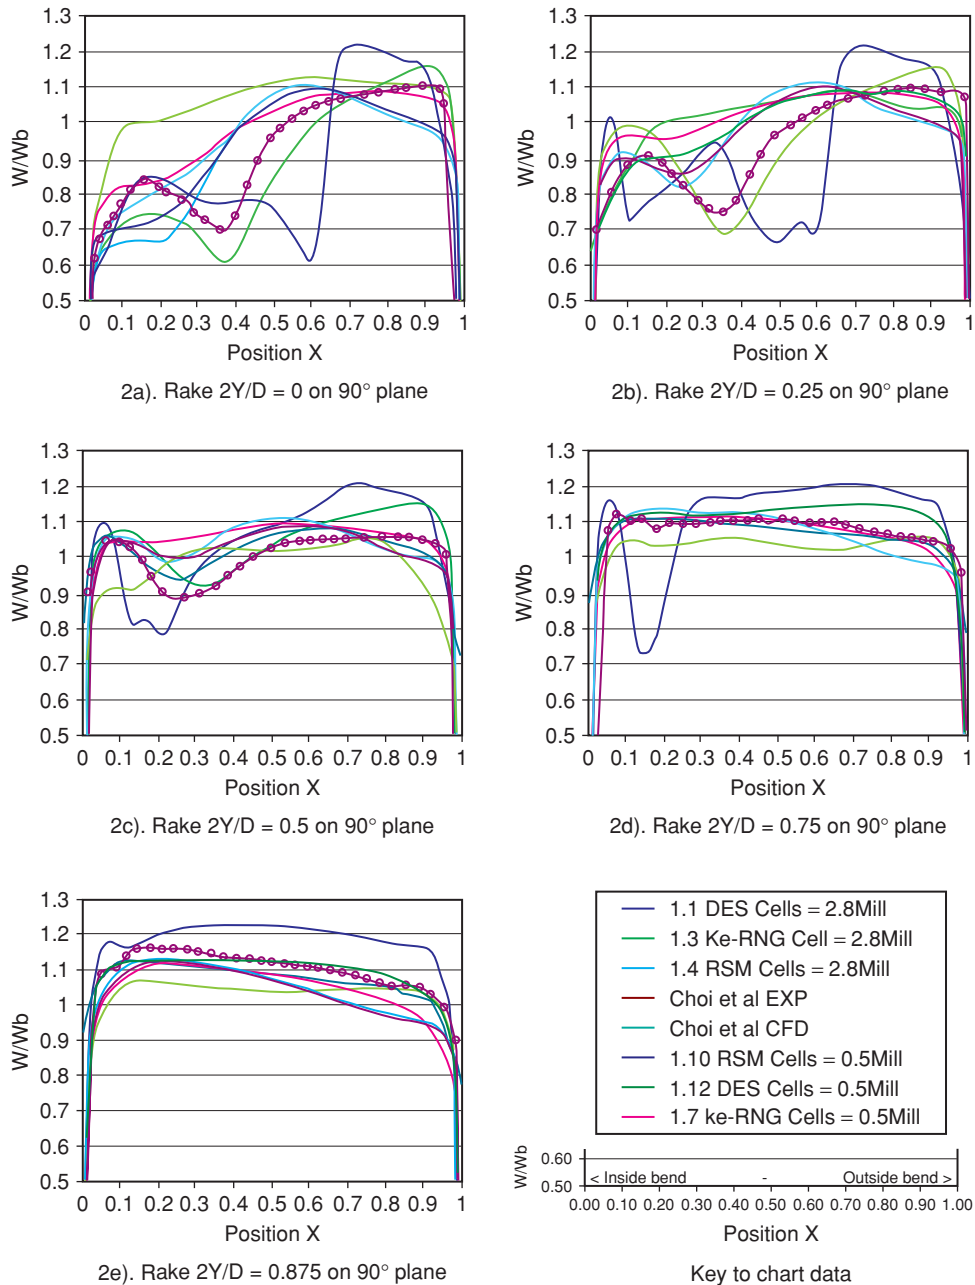 1.3 1.3
1.2 1.2
1.1 1.1
1 1
0.9 0.9
0.8 0.8
0.7 0.7
0.6 0.6
0.5 0.5
W/Wb W/Wb
0 0.1 0.2 0.3 0.4 0.5 0.6 0.7 0.8 0.9 1 0 0.1 0.2 0.3 0.4 0.5 0.6 0.7 0.8 0.9 1
Position X Position X
2a). Rake 2Y/D = 0 on 90° plane 2b). Rake 2Y/D = 0.25 on 90° plane
1.3 1.3
1.2 1.2
1.1 1.1
1 1
0.9 0.9
0.8 0.8
0.7 0.7
0.6 0.6
0.5 0.5
W/Wb W/Wb
0 0.1 0.2 0.3 0.4 0.5 0.6 0.7 0.8 0.9 1 0 0.1 0.2 0.3 0.4 0.5 0.6 0.7 0.8 0.9 1
Position X Position X
2c). Rake 2Y/D = 0.5 on 90° plane 2d). Rake 2Y/D = 0.75 on 90° plane
1.3
1.2
1.1
1
0.9
0.8
0.7
0.6
0.5
W/Wb
0 0.1 0.2 0.3 0.4 0.5 0.6 0.7 0.8 0.9 1
Position X
2e). Rake 2Y/D = 0.875 on 90° plane
1.1 DES Cells = 2.8Mill
1.3 Ke-RNG Cell = 2.8Mill
1.4 RSM Cells = 2.8Mill
Choi et al EXP
Choi et al CFD
1.10 RSM Cells = 0.5Mill
1.12 DES Cells = 0.5Mill
1.7 ke-RNG Cells = 0.5Mill
W/Wb
0.60
0.50
< Inside bend - Outside bend >
0.00 0.10 0.20 0.30 0.40 0.50 0.60 0.70 0.80 0.90 1.00
Position X
Key to chart data